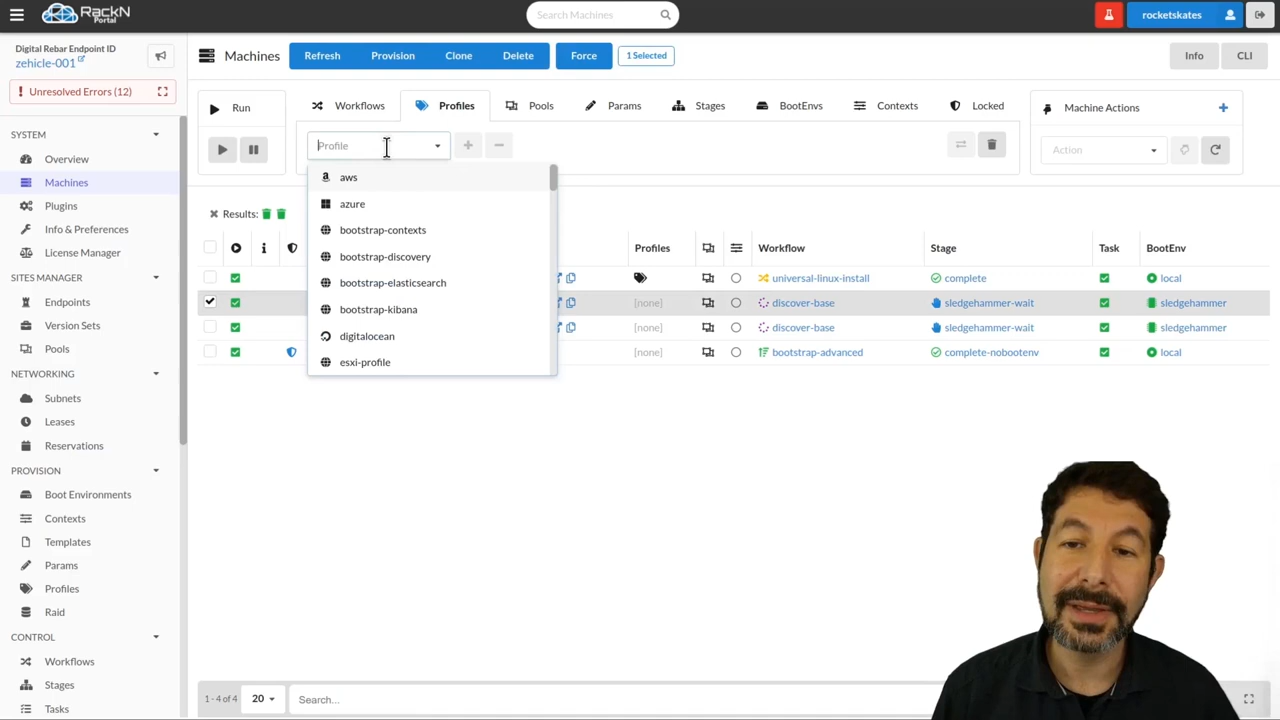 RackN
Portal
Search Machines
rocketskates
Digital Rebar Endpoint ID
zehicle-001
Unresolved Errors (12)
SYSTEM
Overview
Machines
Plugins
Info & Preferences
License Manager
SITES MANAGER
Endpoints
Version Sets
Pools
NETWORKING
Subnets
Leases
Reservations
PROVISION
Boot Environments
Contexts
Templates
Params
Profiles
Raid
CONTROL
Workflows
Stages
Tasks
Machines Refresh Provision Clone Delete Force 1 Selected Info CLI
Run
Workflows Profiles Pools Params Stages BootEnvs Contexts Locked
Machine Actions
Profile
Action
aws
azure
bootstrap-contexts
bootstrap-discovery
bootstrap-elasticsearch
bootstrap-kibana
digitalocean
esxi-profile
Results:
Profiles Workflow Stage Task BootEnv
universal-linux-install complete local
[none] discover-base sledgehammer-wait sledgehammer
[none] discover-base sledgehammer-wait sledgehammer
[none] bootstrap-advanced complete-nobootenv local
1 - 4 of 4 20 Search...